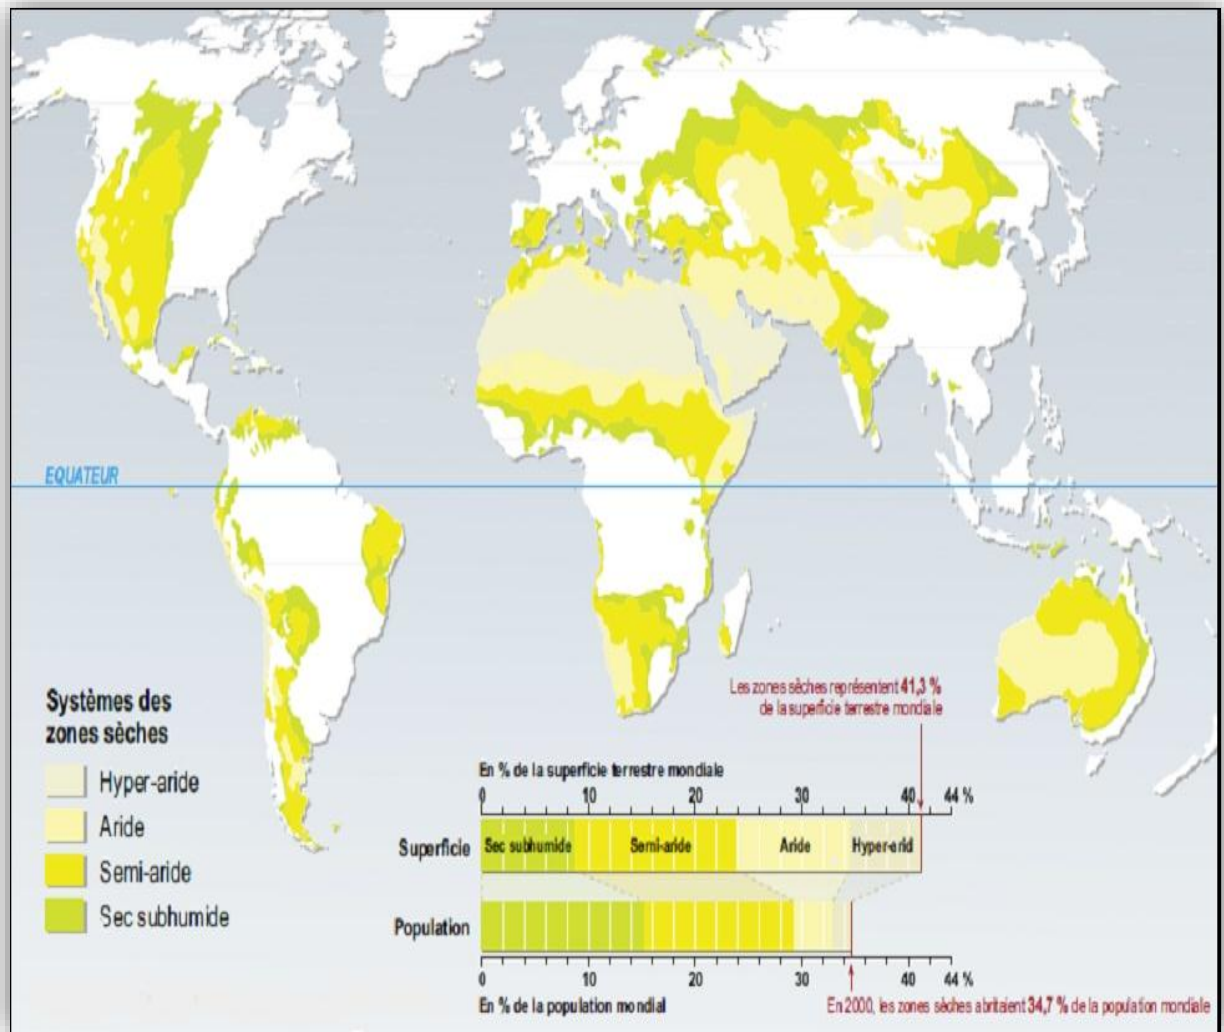 EQUATEUR
Systèmes des
zones sèches
Hyper-aride
Aride
Semi-aride
Sec subhumide
Les zones sèches représentent 41,3 %
de la superficie terrestre mondiale
En % de la superficie terrestre mondiale
0 10 20 30 40 44 %
Superficie
Sec subhumide Semi-aride Aride Hyper-arid
Population
0 10 20 30 40 44 %
En % de la population mondial
En 2000, les zones sèches abritaient 34,7 % de la population mondiale